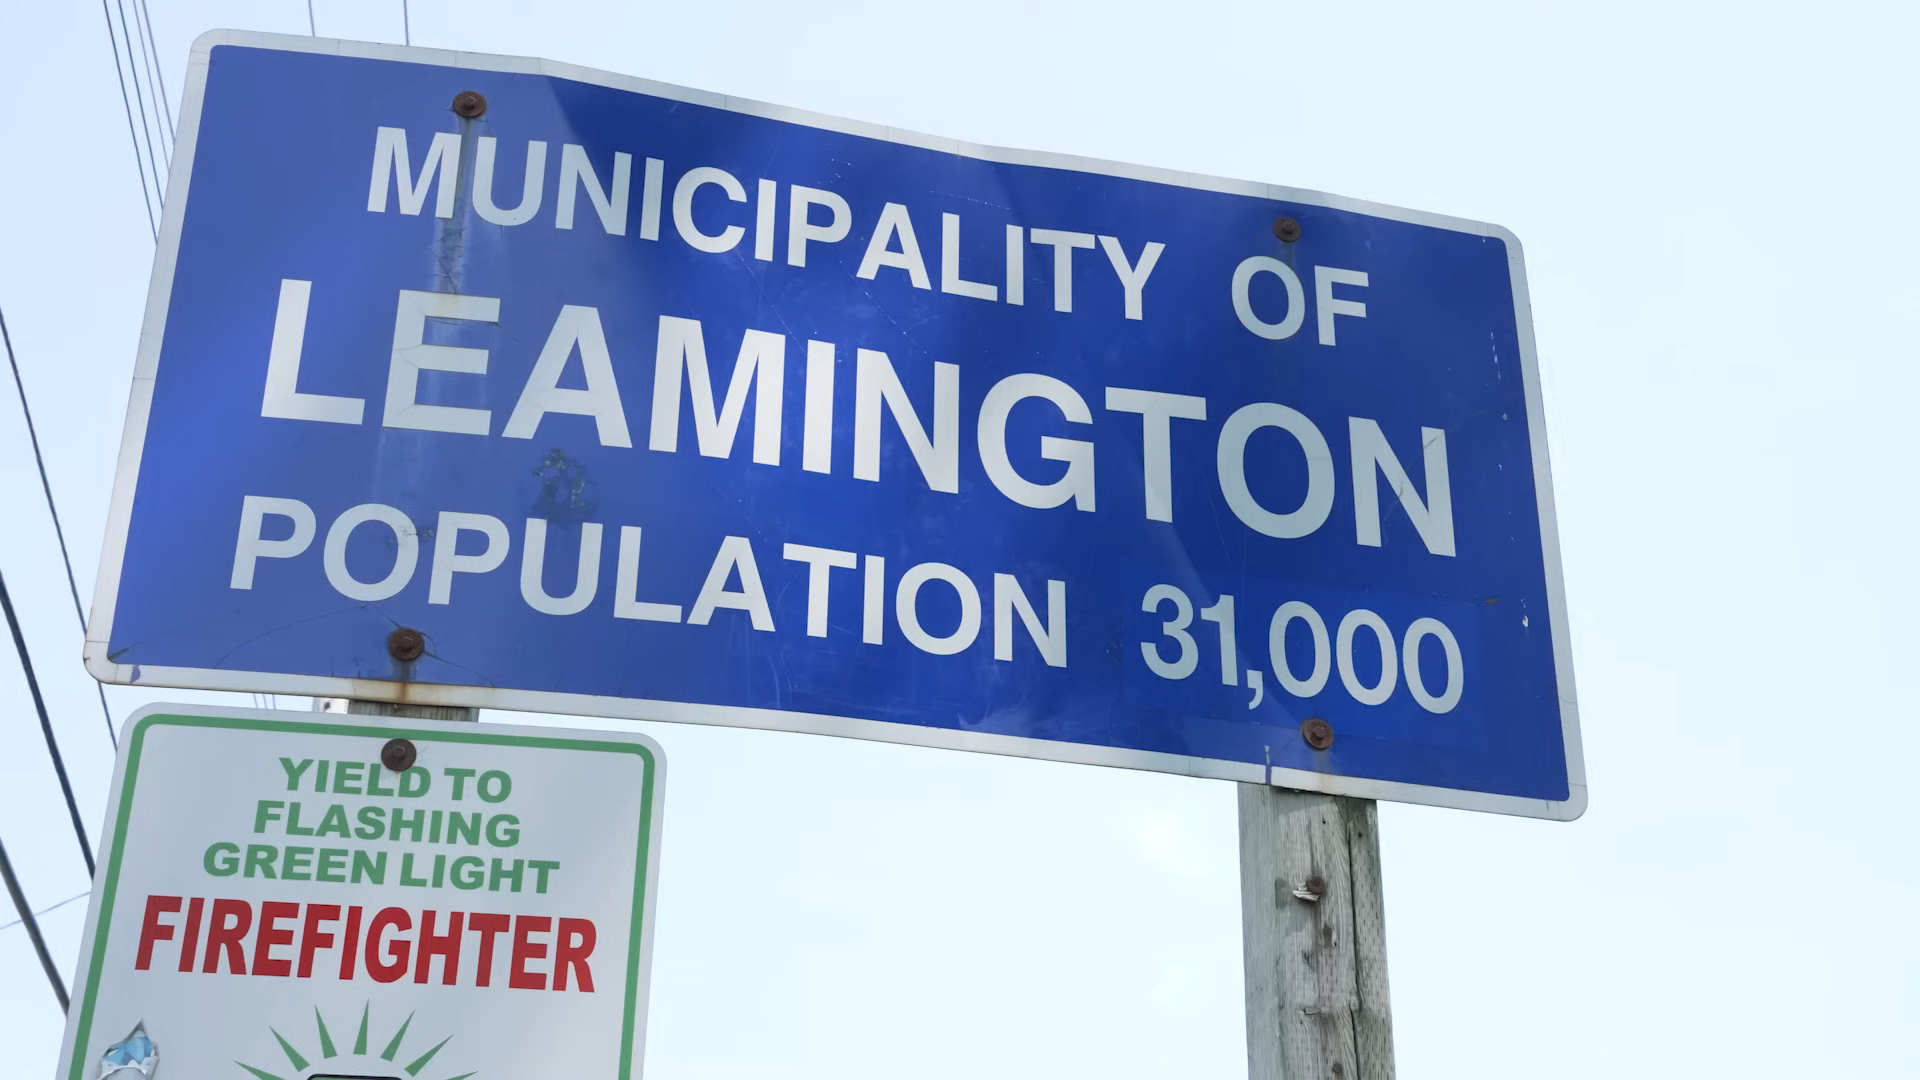 MUNICIPALITY OF
LEAMINGTON
POPULATION 31,000
YIELD TO
FLASHING
GREEN LIGHT
FIREFIGHTER